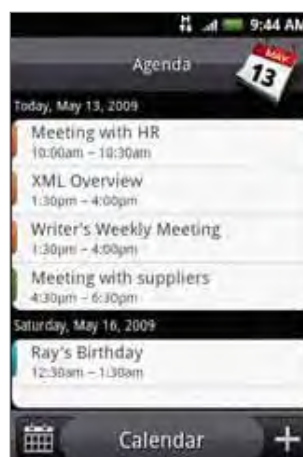 9:44 AM
Agenda
MAY
13
Today, May 13, 2009
Meeting with HR
10:00am – 10:30am
XML Overview
1:30pm – 4:00pm
Writer's Weekly Meeting
1:30pm – 4:00pm
Meeting with suppliers
4:30pm – 6:30pm
Saturday, May 16, 2009
Ray's Birthday
12:30am – 1:30am
Calendar